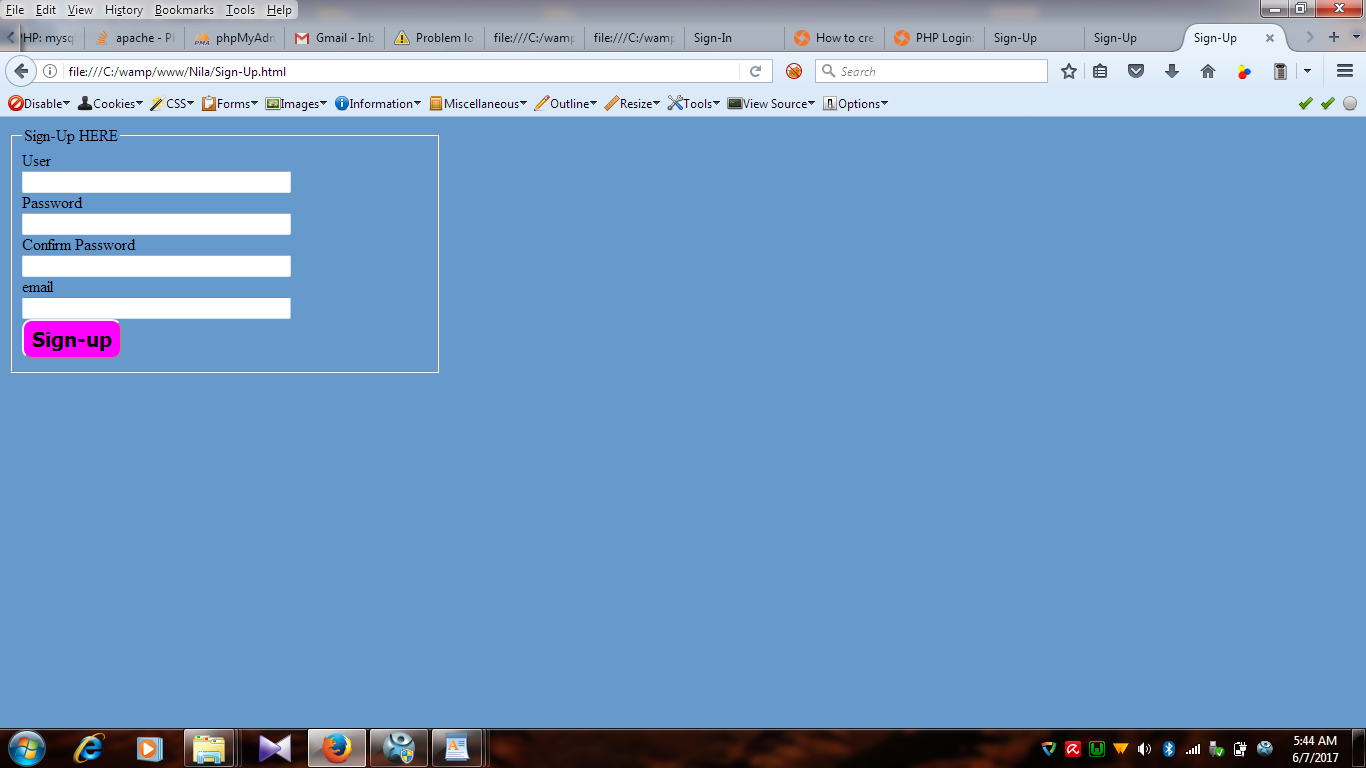 File Edit View History Bookmarks Tools Help
PHP: mysq apache - P phpMyAdn Gmail - Inb Problem lo file:///C:/wamp file:///C:/wamp Sign-In How to cre PHP Login: Sign-Up Sign-Up Sign-Up
file:///C:/wamp/www/Nila/Sign-Up.html Search
Disable Cookies CSS Forms Images Information Miscellaneous Outline Resize Tools View Source Options
Sign-Up HERE
User
Password
Confirm Password
email
Sign-up
5:44 AM
6/7/2017